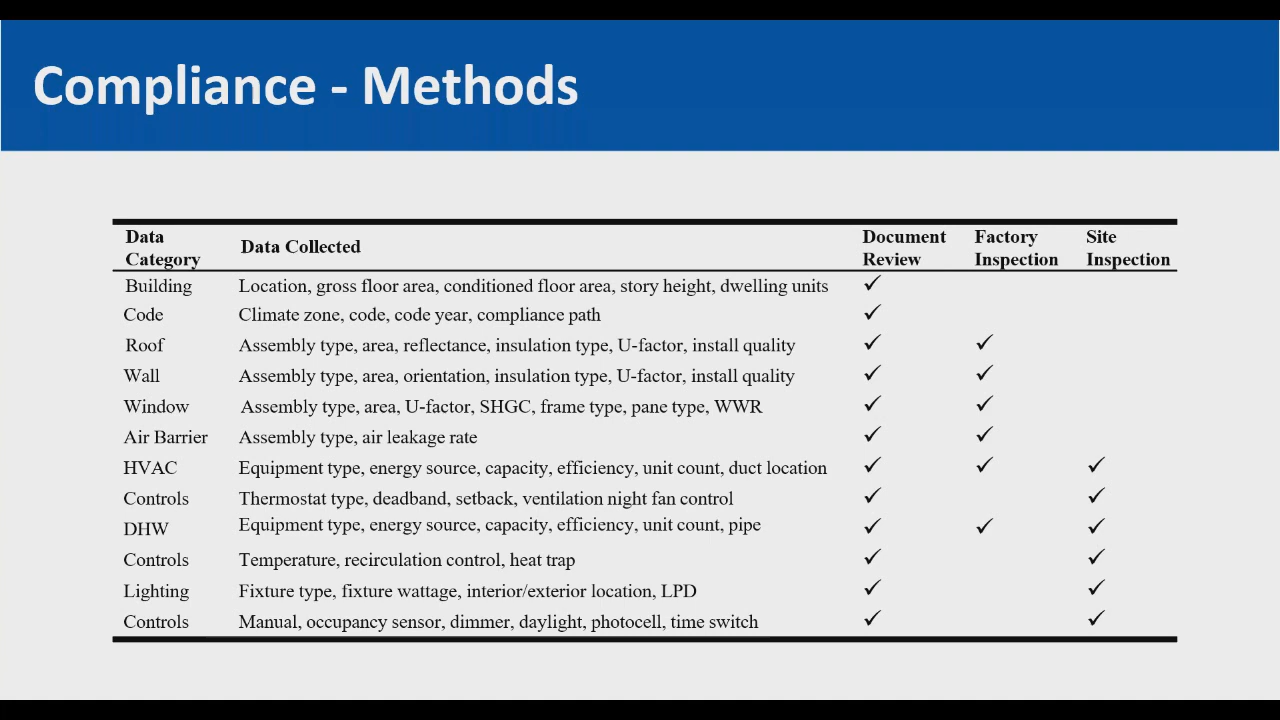 Compliance - Methods
Data Category Data Collected Document Review Factory Inspection Site Inspection
Building Location, gross floor area, conditioned floor area, story height, dwelling units ✓
Code Climate zone, code, code year, compliance path ✓
Roof Assembly type, area, reflectance, insulation type, U-factor, install quality ✓ ✓
Wall Assembly type, area, orientation, insulation type, U-factor, install quality ✓ ✓
Window Assembly type, area, U-factor, SHGC, frame type, pane type, WWR ✓ ✓
Air Barrier Assembly type, air leakage rate ✓ ✓
HVAC Equipment type, energy source, capacity, efficiency, unit count, duct location ✓ ✓ ✓
Controls Thermostat type, deadband, setback, ventilation night fan control ✓ ✓
DHW Equipment type, energy source, capacity, efficiency, unit count, pipe ✓ ✓ ✓
Controls Temperature, recirculation control, heat trap ✓ ✓
Lighting Fixture type, fixture wattage, interior/exterior location, LPD ✓ ✓
Controls Manual, occupancy sensor, dimmer, daylight, photocell, time switch ✓ ✓